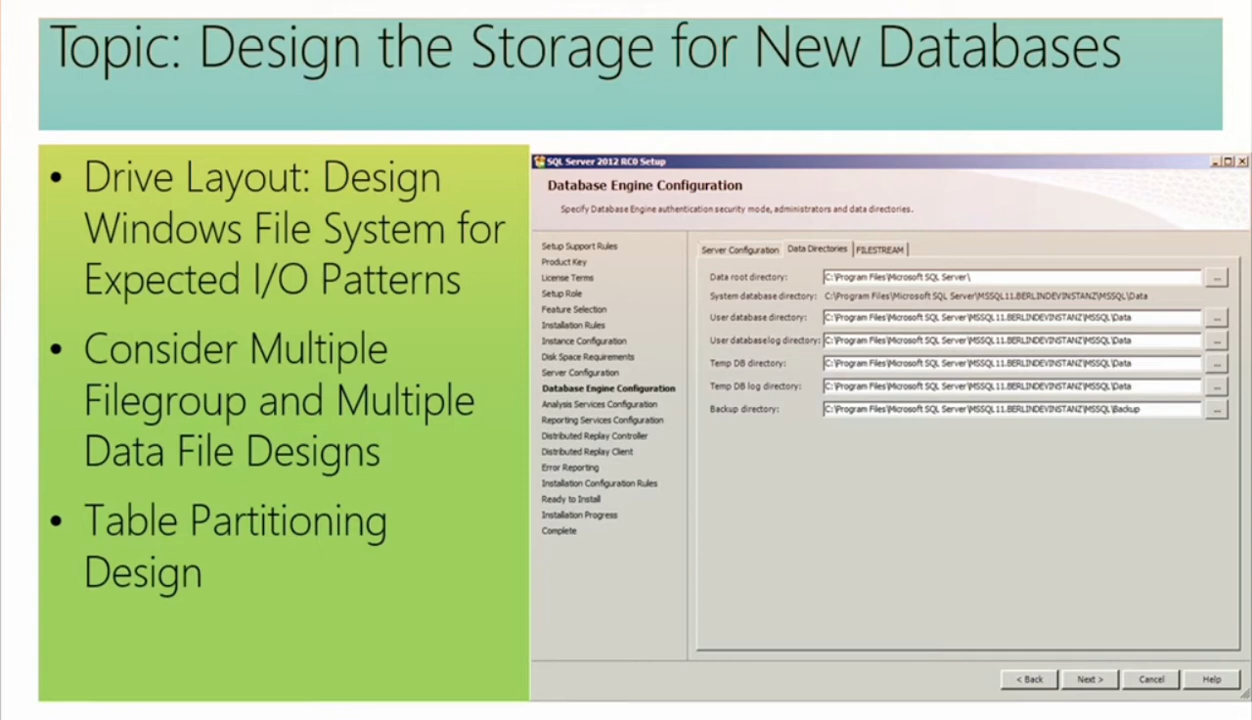 Topic: Design the Storage for New Databases
• Drive Layout: Design
Windows File System for
Expected I/O Patterns
• Consider Multiple
Filegroup and Multiple
Data File Designs
• Table Partitioning
Design
SQL Server 2012 RC0 Setup
Database Engine Configuration
Specify Database Engine authentication security mode, administrators and data directories.
Setup Support Rules
Product Key
License Terms
Setup Role
Feature Selection
Installation Rules
Instance Configuration
Disk Space Requirements
Server Configuration
Database Engine Configuration
Analysis Services Configuration
Reporting Services Configuration
Distributed Replay Controller
Distributed Replay Client
Error Reporting
Installation Configuration Rules
Ready to Install
Installation Progress
Complete
Server Configuration Data Directories FILESTREAM
Data root directory: C:\Program Files\Microsoft SQL Server\ ...
System database directory: C:\Program Files\Microsoft SQL Server\MSSQL11.BERLINDEVINSTANZ\MSSQL\Data
User database directory: C:\Program Files\Microsoft SQL Server\MSSQL11.BERLINDEVINSTANZ\MSSQL\Data ...
User database log directory: C:\Program Files\Microsoft SQL Server\MSSQL11.BERLINDEVINSTANZ\MSSQL\Data ...
Temp DB directory: C:\Program Files\Microsoft SQL Server\MSSQL11.BERLINDEVINSTANZ\MSSQL\Data ...
Temp DB log directory: C:\Program Files\Microsoft SQL Server\MSSQL11.BERLINDEVINSTANZ\MSSQL\Data ...
Backup directory: C:\Program Files\Microsoft SQL Server\MSSQL11.BERLINDEVINSTANZ\MSSQL\Backup ...
< Back Next > Cancel Help